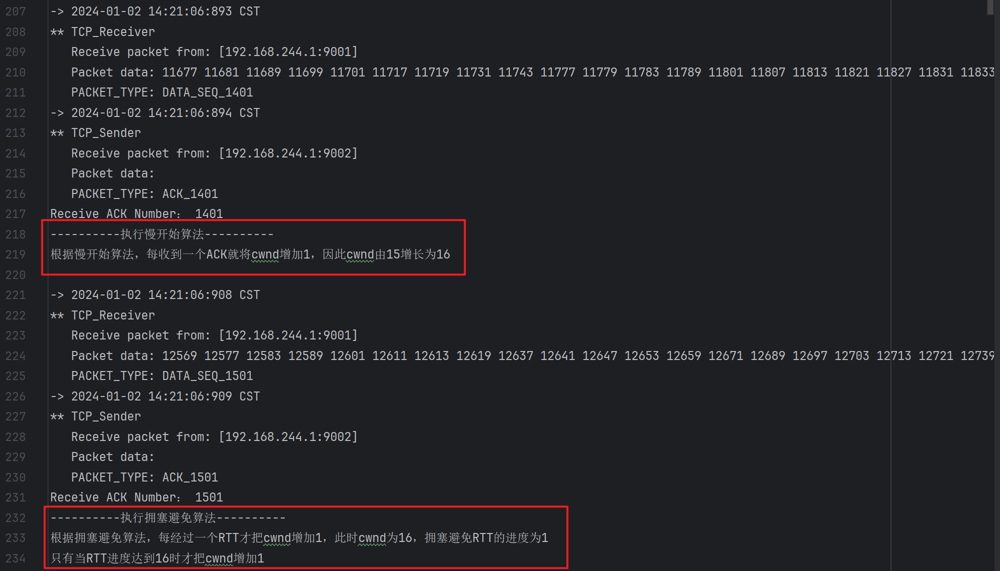 207 -> 2024-01-02 14:21:06:893 CST
208 ** TCP_Receiver
209 Receive packet from: [192.168.244.1:9001]
210 Packet data: 11677 11681 11689 11699 11701 11717 11719 11731 11743 11777 11779 11783 11789 11801 11807 11813 11821 11827 11831 11833
211 PACKET_TYPE: DATA_SEQ_1401
212 -> 2024-01-02 14:21:06:894 CST
213 ** TCP_Sender
214 Receive packet from: [192.168.244.1:9002]
215 Packet data:
216 PACKET_TYPE: ACK_1401
217 Receive ACK Number： 1401
218 ----------执行慢开始算法----------
219 根据慢开始算法，每收到一个ACK就将cwnd增加1，因此cwnd由15增长为16
220
221 -> 2024-01-02 14:21:06:908 CST
222 ** TCP_Receiver
223 Receive packet from: [192.168.244.1:9001]
224 Packet data: 12569 12577 12583 12589 12601 12611 12613 12619 12637 12641 12647 12653 12659 12671 12689 12697 12703 12713 12721 12739
225 PACKET_TYPE: DATA_SEQ_1501
226 -> 2024-01-02 14:21:06:909 CST
227 ** TCP_Sender
228 Receive packet from: [192.168.244.1:9002]
229 Packet data:
230 PACKET_TYPE: ACK_1501
231 Receive ACK Number： 1501
232 ----------执行拥塞避免算法----------
233 根据拥塞避免算法，每经过一个RTT才把cwnd增加1，此时cwnd为16，拥塞避免RTT的进度为1
234 只有当RTT进度达到16时才把cwnd增加1